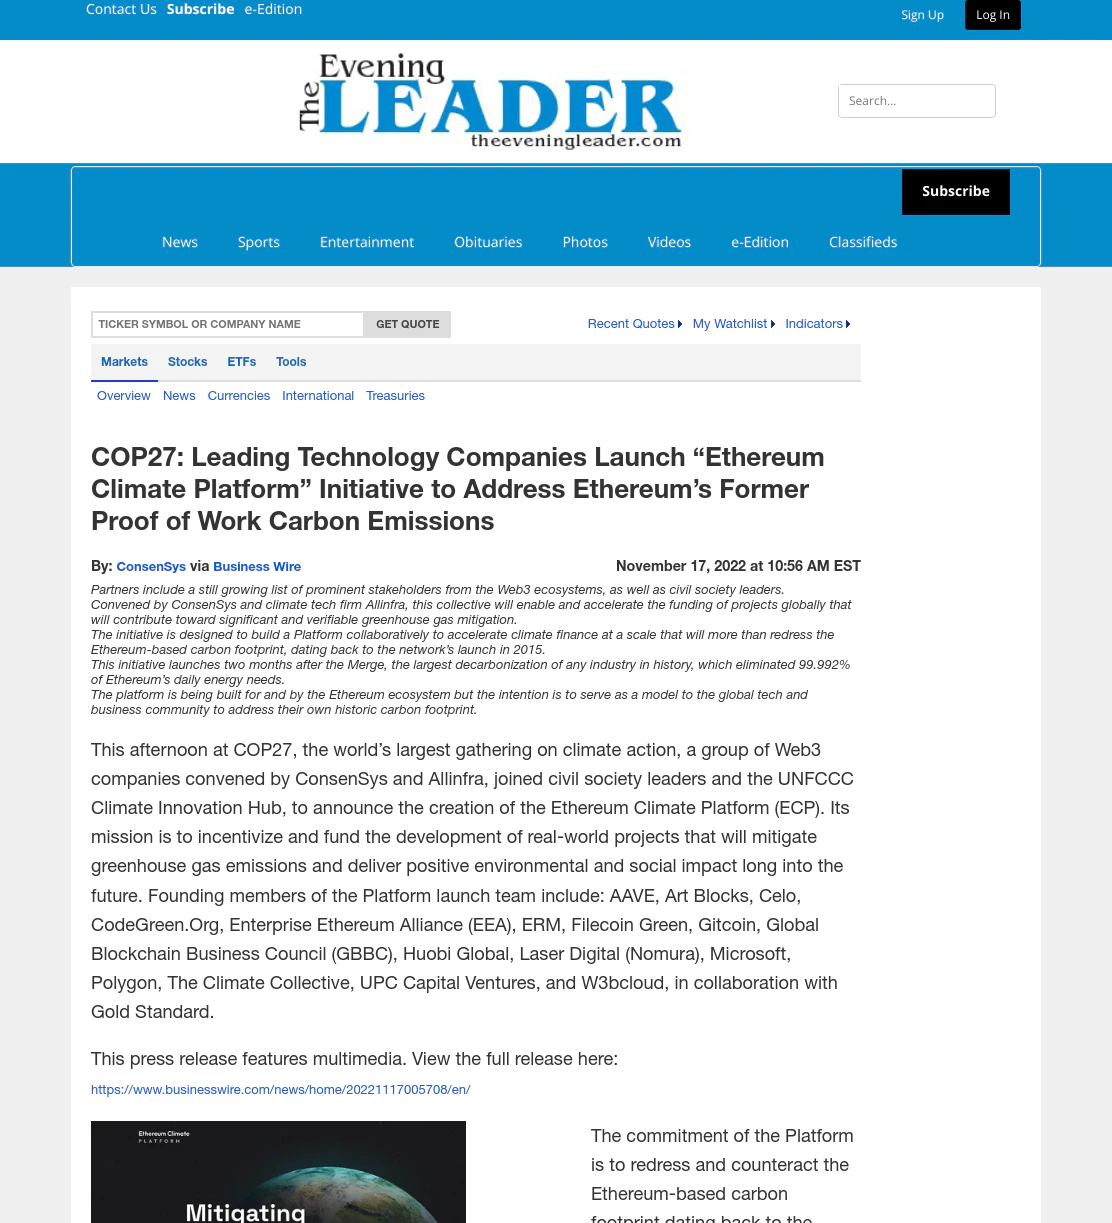 Contact Us Subscribe e-Edition
Sign Up Log In
The Evening
LEADER
theeveningleader.com
Search...
Subscribe
News Sports Entertainment Obituaries Photos Videos e-Edition Classifieds
TICKER SYMBOL OR COMPANY NAME GET QUOTE Recent Quotes My Watchlist Indicators
Markets Stocks ETFs Tools
Overview News Currencies International Treasuries
COP27: Leading Technology Companies Launch “Ethereum
Climate Platform” Initiative to Address Ethereum’s Former
Proof of Work Carbon Emissions
By: ConsenSys via Business Wire
November 17, 2022 at 10:56 AM EST
Partners include a still growing list of prominent stakeholders from the Web3 ecosystems, as well as civil society leaders.
Convened by ConsenSys and climate tech firm Allinfra, this collective will enable and accelerate the funding of projects globally that
will contribute toward significant and verifiable greenhouse gas mitigation.
The initiative is designed to build a Platform collaboratively to accelerate climate finance at a scale that will more than redress the
Ethereum-based carbon footprint, dating back to the network’s launch in 2015.
This initiative launches two months after the Merge, the largest decarbonization of any industry in history, which eliminated 99.992%
of Ethereum’s daily energy needs.
The platform is being built for and by the Ethereum ecosystem but the intention is to serve as a model to the global tech and
business community to address their own historic carbon footprint.
This afternoon at COP27, the world’s largest gathering on climate action, a group of Web3
companies convened by ConsenSys and Allinfra, joined civil society leaders and the UNFCCC
Climate Innovation Hub, to announce the creation of the Ethereum Climate Platform (ECP). Its
mission is to incentivize and fund the development of real-world projects that will mitigate
greenhouse gas emissions and deliver positive environmental and social impact long into the
future. Founding members of the Platform launch team include: AAVE, Art Blocks, Celo,
CodeGreen.Org, Enterprise Ethereum Alliance (EEA), ERM, Filecoin Green, Gitcoin, Global
Blockchain Business Council (GBBC), Huobi Global, Laser Digital (Nomura), Microsoft,
Polygon, The Climate Collective, UPC Capital Ventures, and W3bcloud, in collaboration with
Gold Standard.
This press release features multimedia. View the full release here:
https://www.businesswire.com/news/home/20221117005708/en/
Ethereum Climate
PLATFORM
Mitigating
The commitment of the Platform
is to redress and counteract the
Ethereum-based carbon
footprint dating back to the